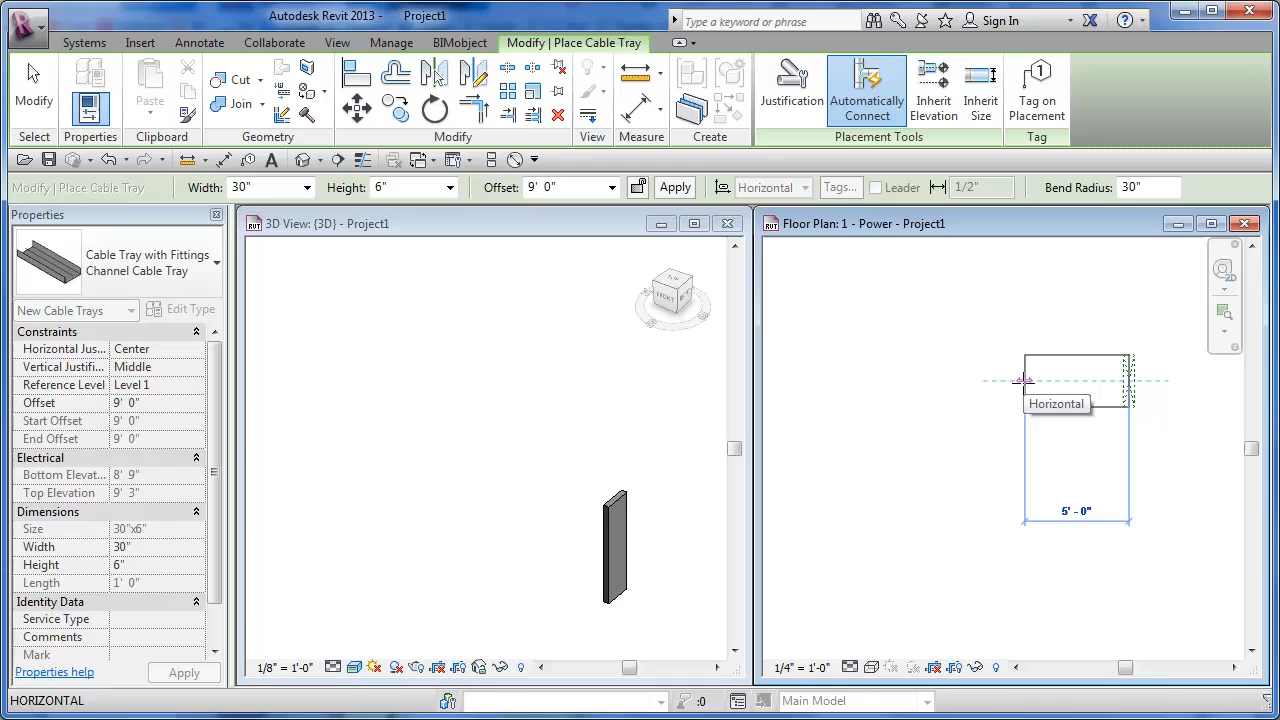 Autodesk Revit 2013 - Project1
Type a keyword or phrase
Sign In
Systems Insert Annotate Collaborate View Manage BIMobject Modify | Place Cable Tray
Modify
Paste
Cut
Join
Justification
Automatically Connect
Inherit Elevation
Inherit Size
Tag on Placement
Select Properties Clipboard Geometry Modify View Measure Create Placement Tools Tag
Modify | Place Cable Tray Width: 30" Height: 6" Offset: 9' 0" Apply Horizontal Tags... Leader 1/2" Bend Radius: 30"
Properties
3D View: {3D} - Project1
Floor Plan: 1 - Power - Project1
Cable Tray with Fittings
Channel Cable Tray
New Cable Trays Edit Type
Constraints
Horizontal Jus... Center
Vertical Justifi... Middle
Reference Level Level 1
Offset 9' 0"
Start Offset 9' 0"
End Offset 9' 0"
Electrical
Bottom Elevat... 8' 9"
Top Elevation 9' 3"
Dimensions
Size 30"x6"
Width 30"
Height 6"
Length 1' 0"
Identity Data
Service Type
Comments
Mark
Properties help Apply
FRONT
2D
Horizontal
5' - 0"
1/8" = 1'-0"
1/4" = 1'-0"
HORIZONTAL
:0
Main Model